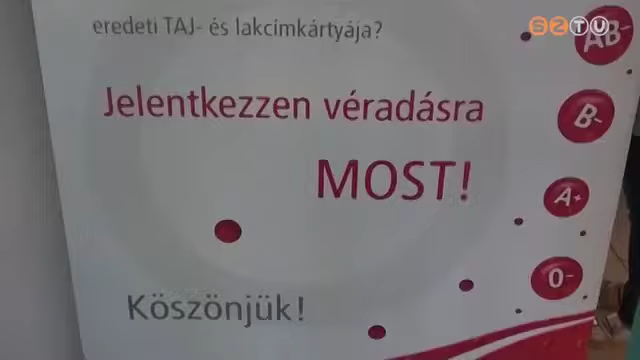 SZTV
eredeti TAJ- és lakcímkártyája?
AB-
Jelentkezzen véradásra
B-
MOST!
A+
0-
Köszönjük!